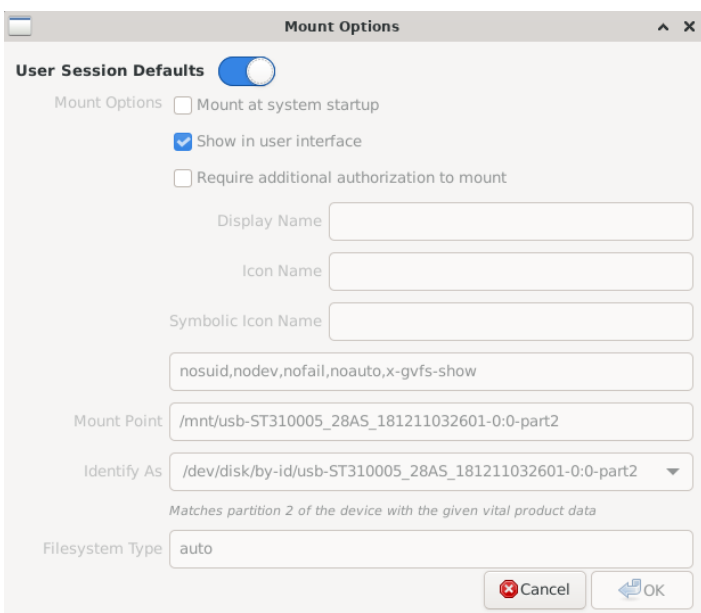 Mount Options
User Session Defaults
Mount Options Mount at system startup
Show in user interface
Require additional authorization to mount
Display Name
Icon Name
Symbolic Icon Name
nosuid,nodev,nofail,noauto,x-gvfs-show
Mount Point /mnt/usb-ST310005_28AS_181211032601-0:0-part2
Identify As /dev/disk/by-id/usb-ST310005_28AS_181211032601-0:0-part2
Matches partition 2 of the device with the given vital product data
Filesystem Type auto
Cancel OK